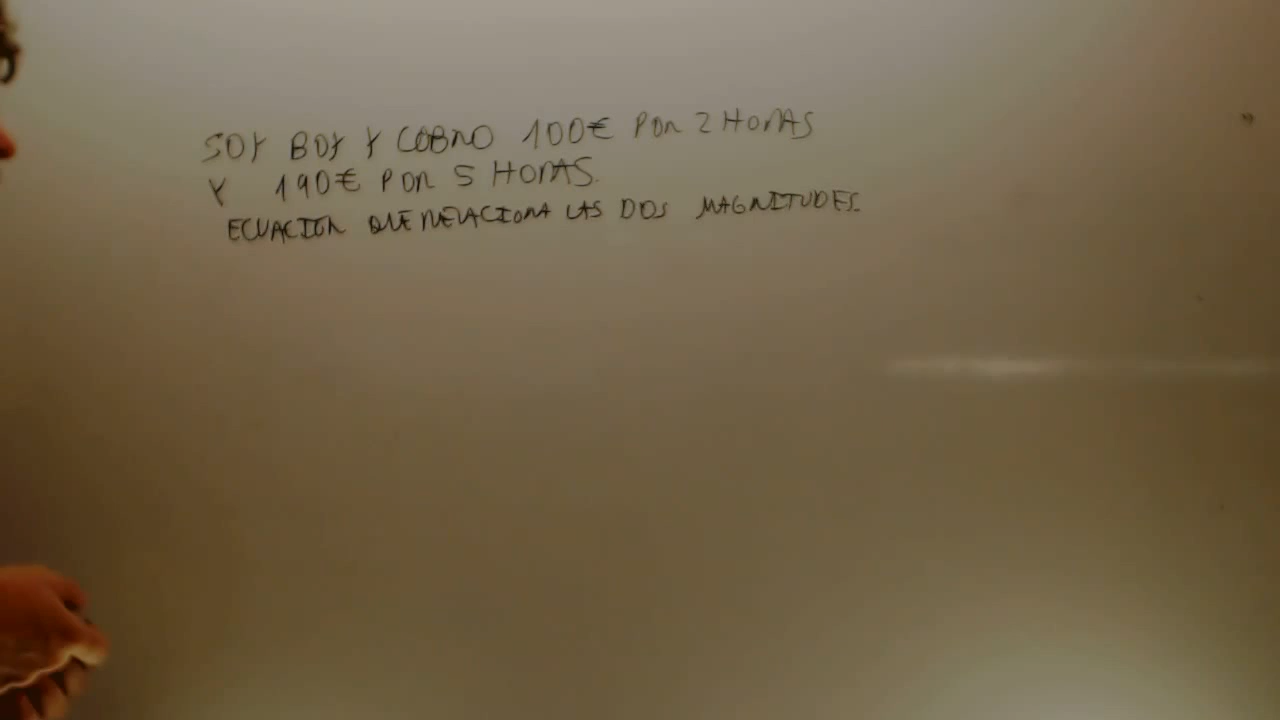 SOY BOY Y COBRO 100€ POR 2 HORAS
Y 190€ POR 5 HORAS.
ECUACION QUE RELACIONA LAS DOS MAGNITUDES.